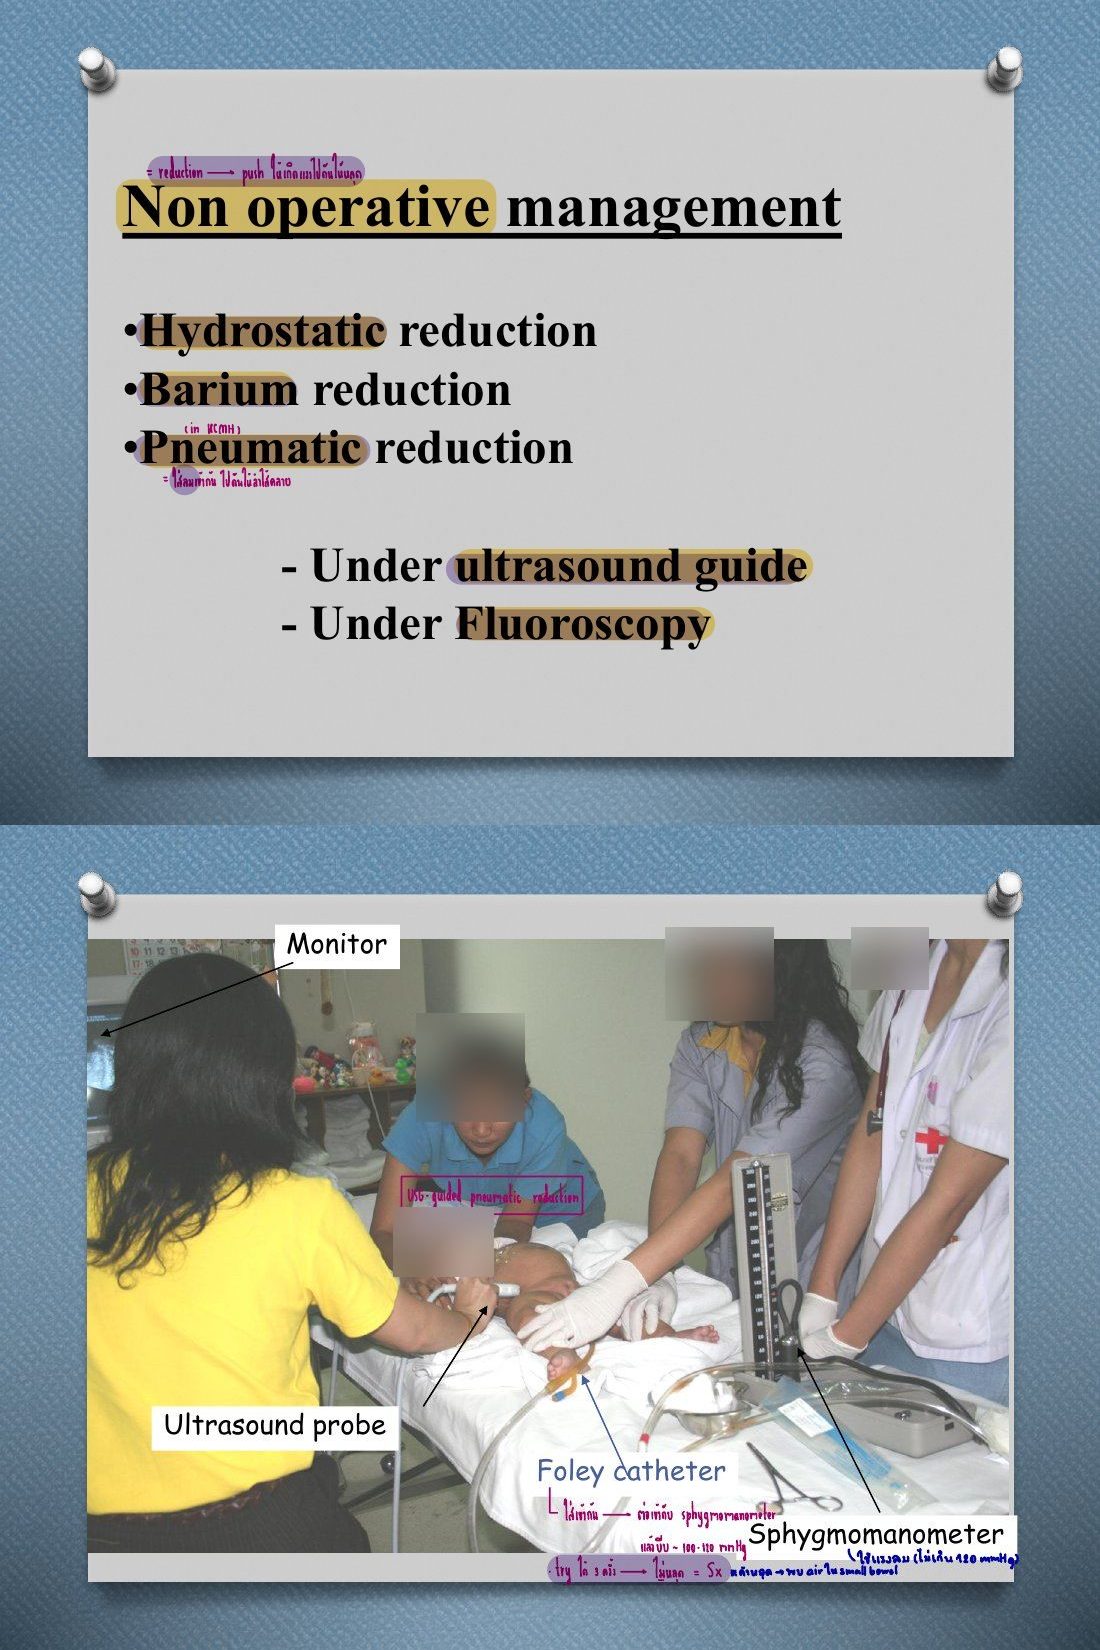 = reduction → push ให้เกิดแรงไปดันให้หลุด
Non operative management
•Hydrostatic reduction
•Barium reduction
(in KCMH)
•Pneumatic reduction
= ใส่ลมเข้าก้น ไปดันให้ลำไส้คลาย
- Under ultrasound guide
- Under Fluoroscopy
Monitor
USG-guided pneumatic reduction
Ultrasound probe
Foley catheter
ใส่เข้าก้น → ต่อเข้ากับ sphygmomanometer
Sphygmomanometer
แล้วบีบ ~ 100-120 mmHg
ใช้แรงลม (ไม่เกิน 120 mmHg)
· try ได้ 3 ครั้ง → ไม่หลุด = Sx
→ พบ air ใน small bowel